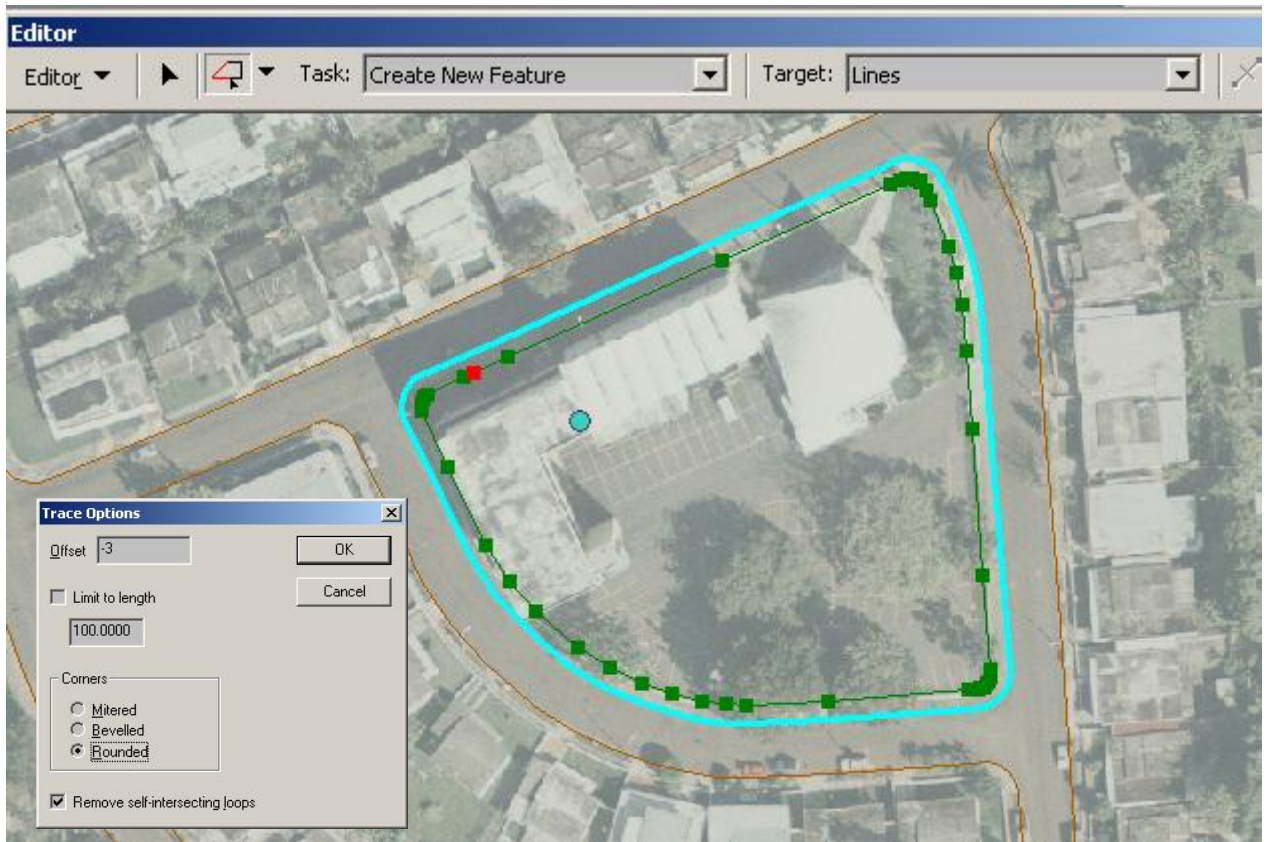 Editor
Editor Task: Create New Feature Target: Lines
Trace Options
Offset -3 OK
Limit to length Cancel
100.0000
Corners
Mitered
Bevelled
Rounded
Remove self-intersecting loops